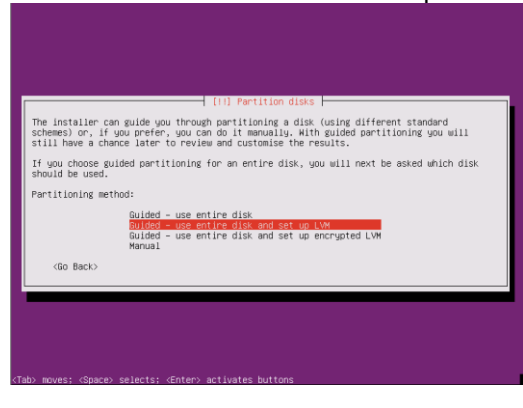 [!!] Partition disks
The installer can guide you through partitioning a disk (using different standard
schemes) or, if you prefer, you can do it manually. With guided partitioning you will
still have a chance later to review and customise the results.
If you choose guided partitioning for an entire disk, you will next be asked which disk
should be used.
Partitioning method:
Guided - use entire disk
Guided - use entire disk and set up LVM
Guided - use entire disk and set up encrypted LVM
Manual
<Go Back>
<Tab> moves; <Space> selects; <Enter> activates buttons